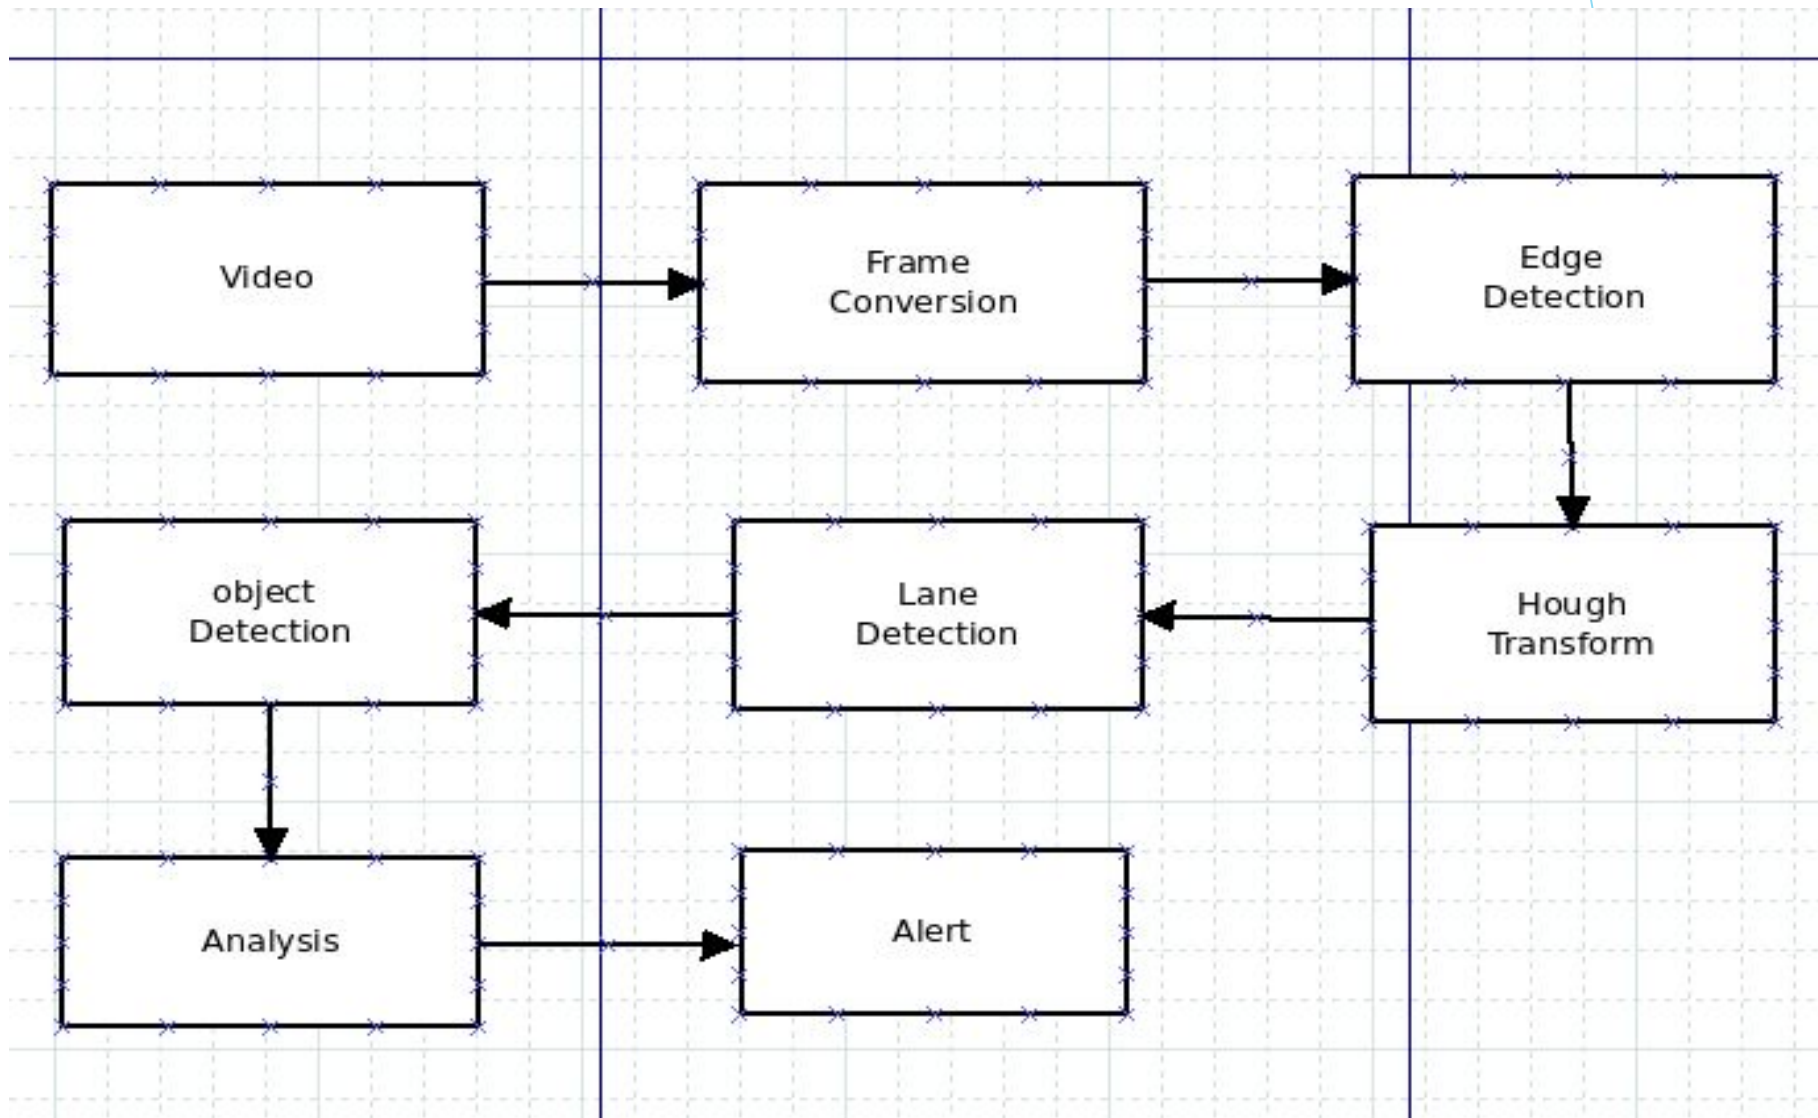 Video
Frame
Conversion
Edge
Detection
object
Detection
Lane
Detection
Hough
Transform
Analysis
Alert